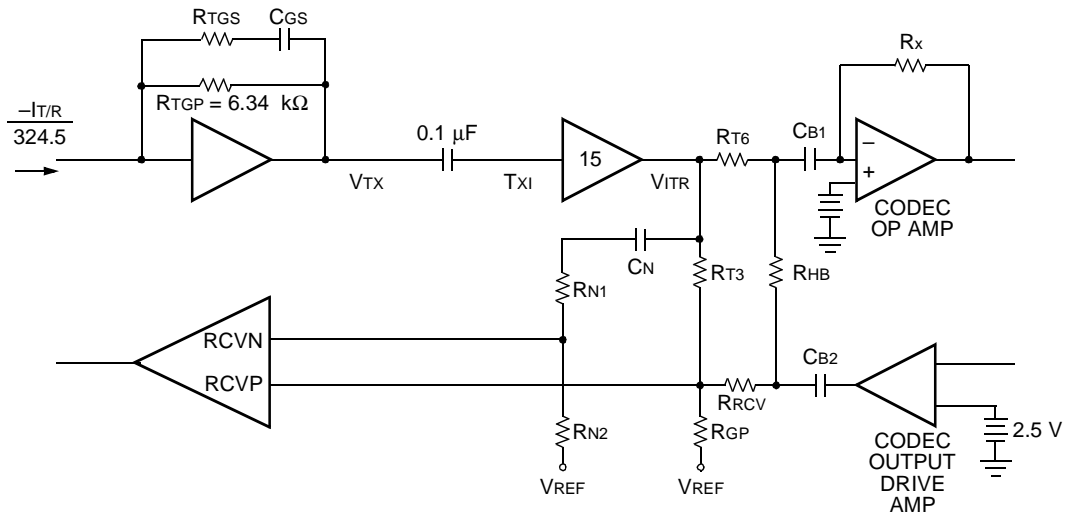 RTGS
CGS
RTGP = 6.34 kΩ
–IT/R
324.5
VTX
0.1 μF
TXI
15
VITR
RT6
CB1
Rx
–
+
CODEC
OP AMP
CN
RN1
RT3
RHB
RCVN
RCVP
RRCV
CB2
RN2
RGP
VREF
VREF
2.5 V
CODEC
OUTPUT
DRIVE
AMP